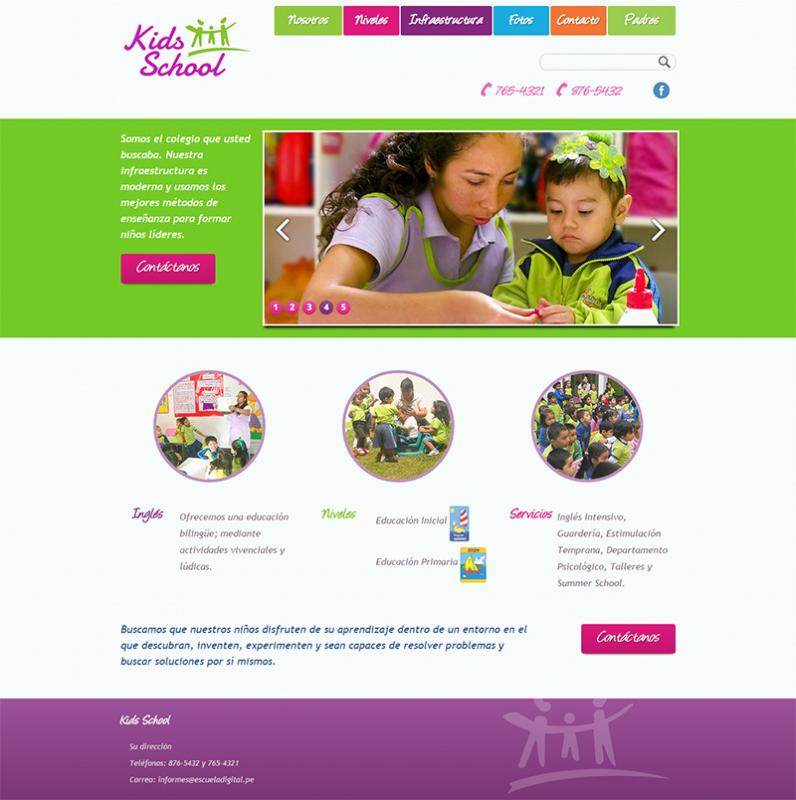 Kids
School
Nosotros Niveles Infraestructura Fotos Contacto Padres
765-4321 876-5432
f
Somos el colegio que usted
buscaba. Nuestra
infraestructura es
moderna y usamos los
mejores métodos de
enseñanza para formar
niños líderes.
Contáctanos
1 2 3 4 5
Inglés
Ofrecemos una educación
bilingüe; mediante
actividades vivenciales y
lúdicas.
Niveles
Educación Inicial
Educación Primaria
Servicios
Inglés Intensivo,
Guardería, Estimulación
Temprana, Departamento
Psicológico, Talleres y
Summer School.
Buscamos que nuestros niños disfruten de su aprendizaje dentro de un entorno en el
que descubran, inventen, experimenten y sean capaces de resolver problemas y
buscar soluciones por sí mismos.
Contáctanos
Kids School
Su dirección
Teléfonos: 876-5432 y 765-4321
Correo: informes@escueladigital.pe